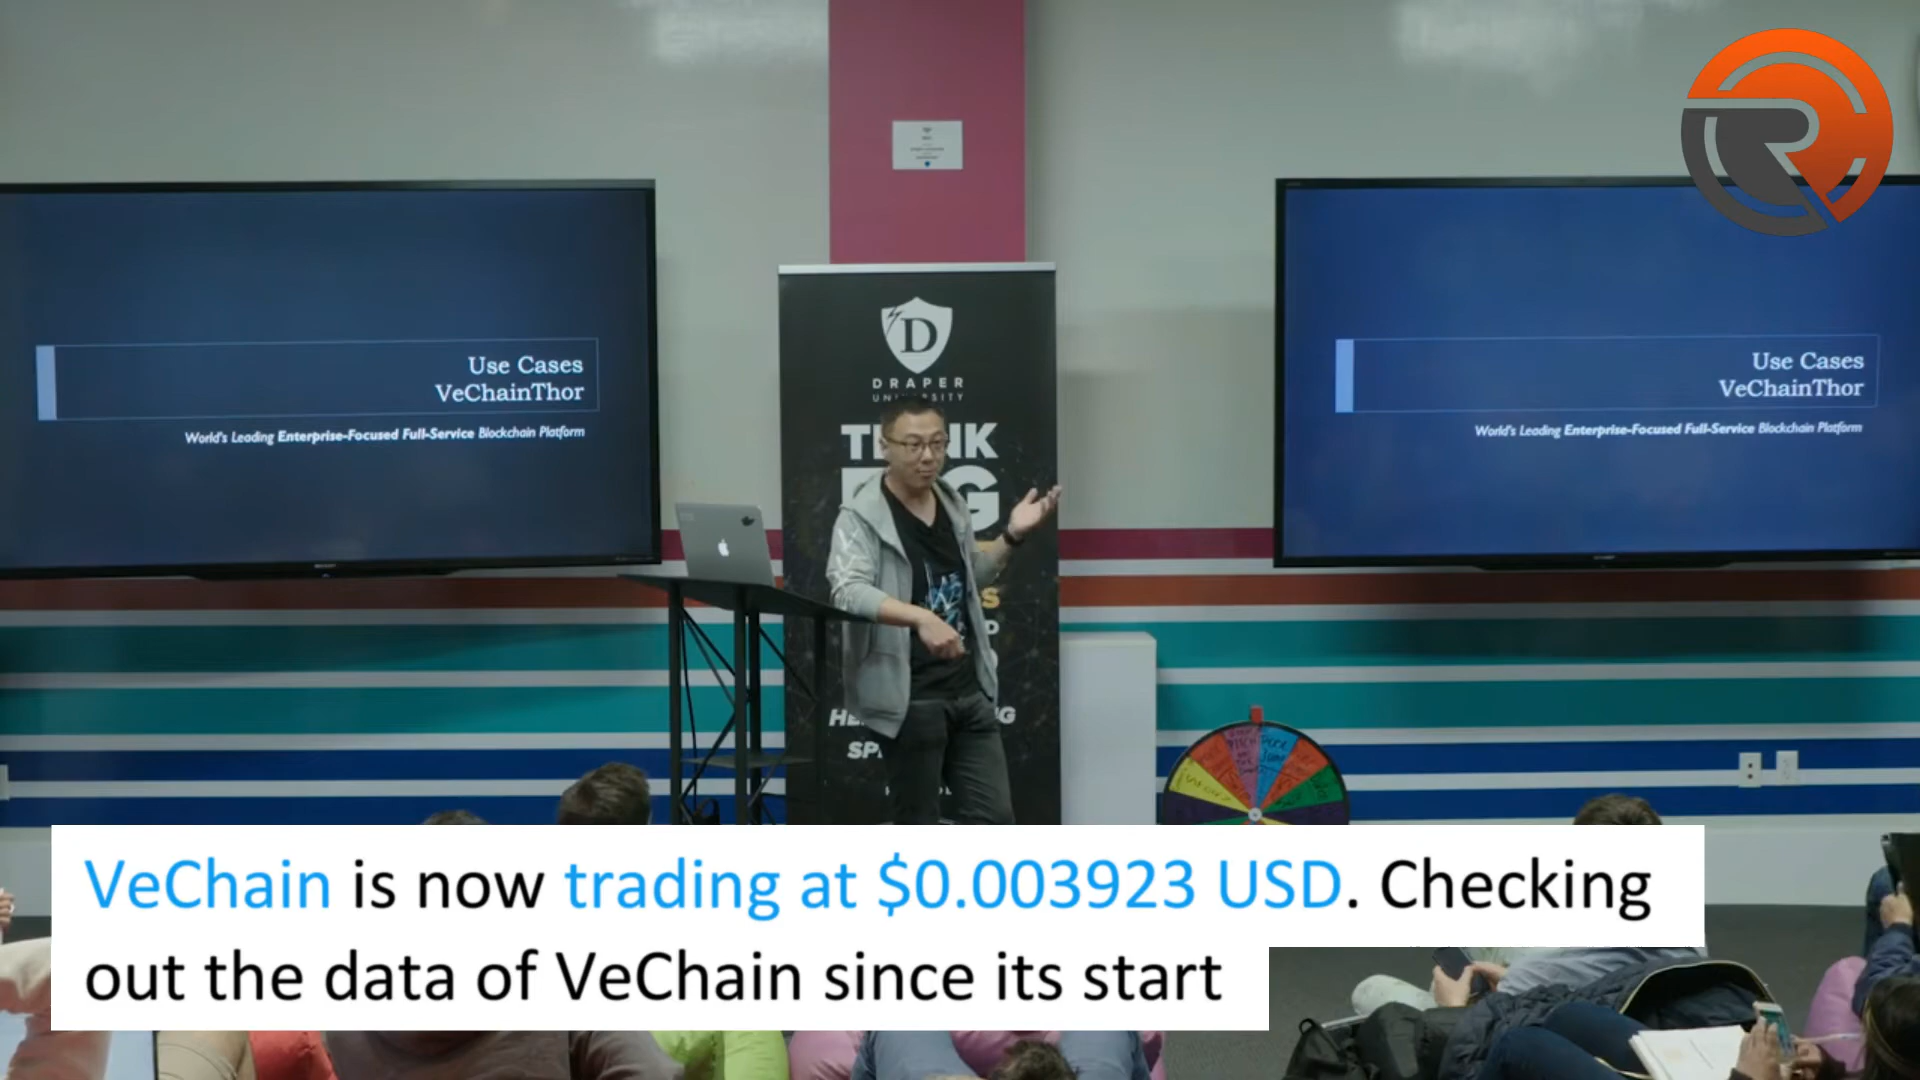 Use Cases
VeChainThor
World's Leading Enterprise-Focused Full-Service Blockchain Platform
D
DRAPER
UNIVERSITY
Use Cases
VeChainThor
World's Leading Enterprise-Focused Full-Service Blockchain Platform
VeChain is now trading at $0.003923 USD. Checking
out the data of VeChain since its start